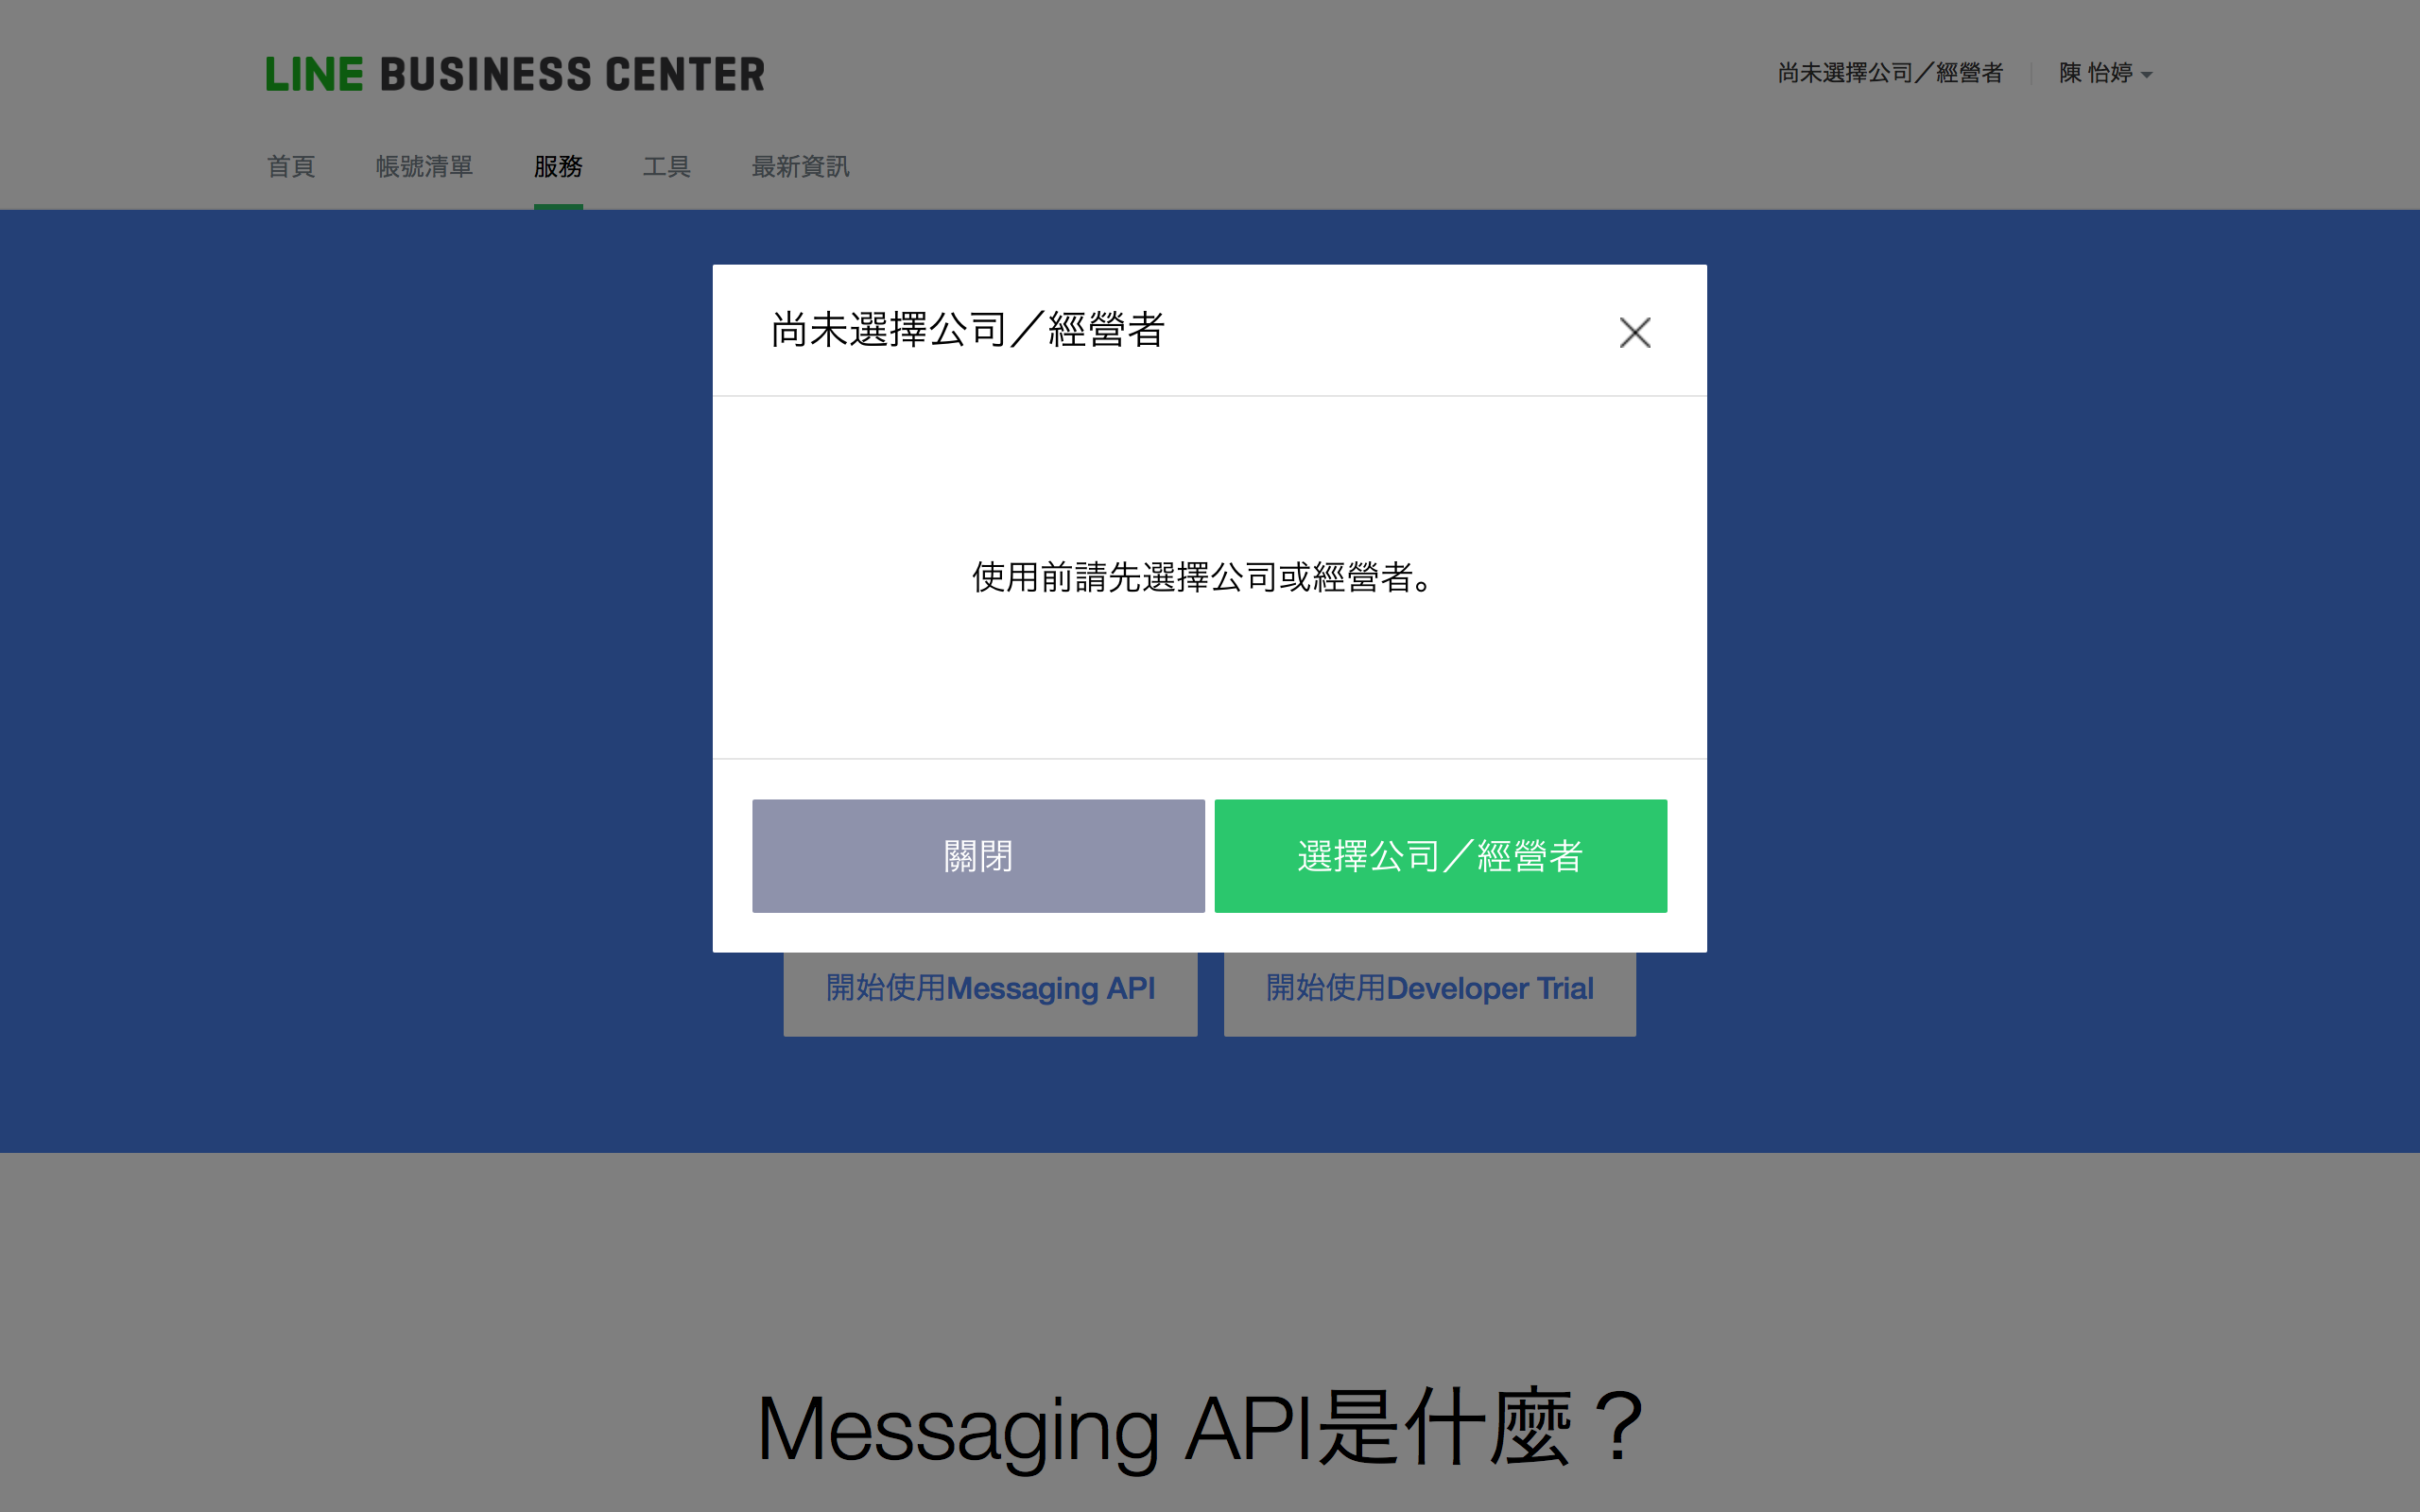 LINE BUSINESS CENTER
尚未選擇公司／經營者
陳 怡婷
首頁 帳號清單 服務 工具 最新資訊
尚未選擇公司／經營者
使用前請先選擇公司或經營者。
關閉
選擇公司／經營者
開始使用Messaging API
開始使用Developer Trial
Messaging API是什麼？